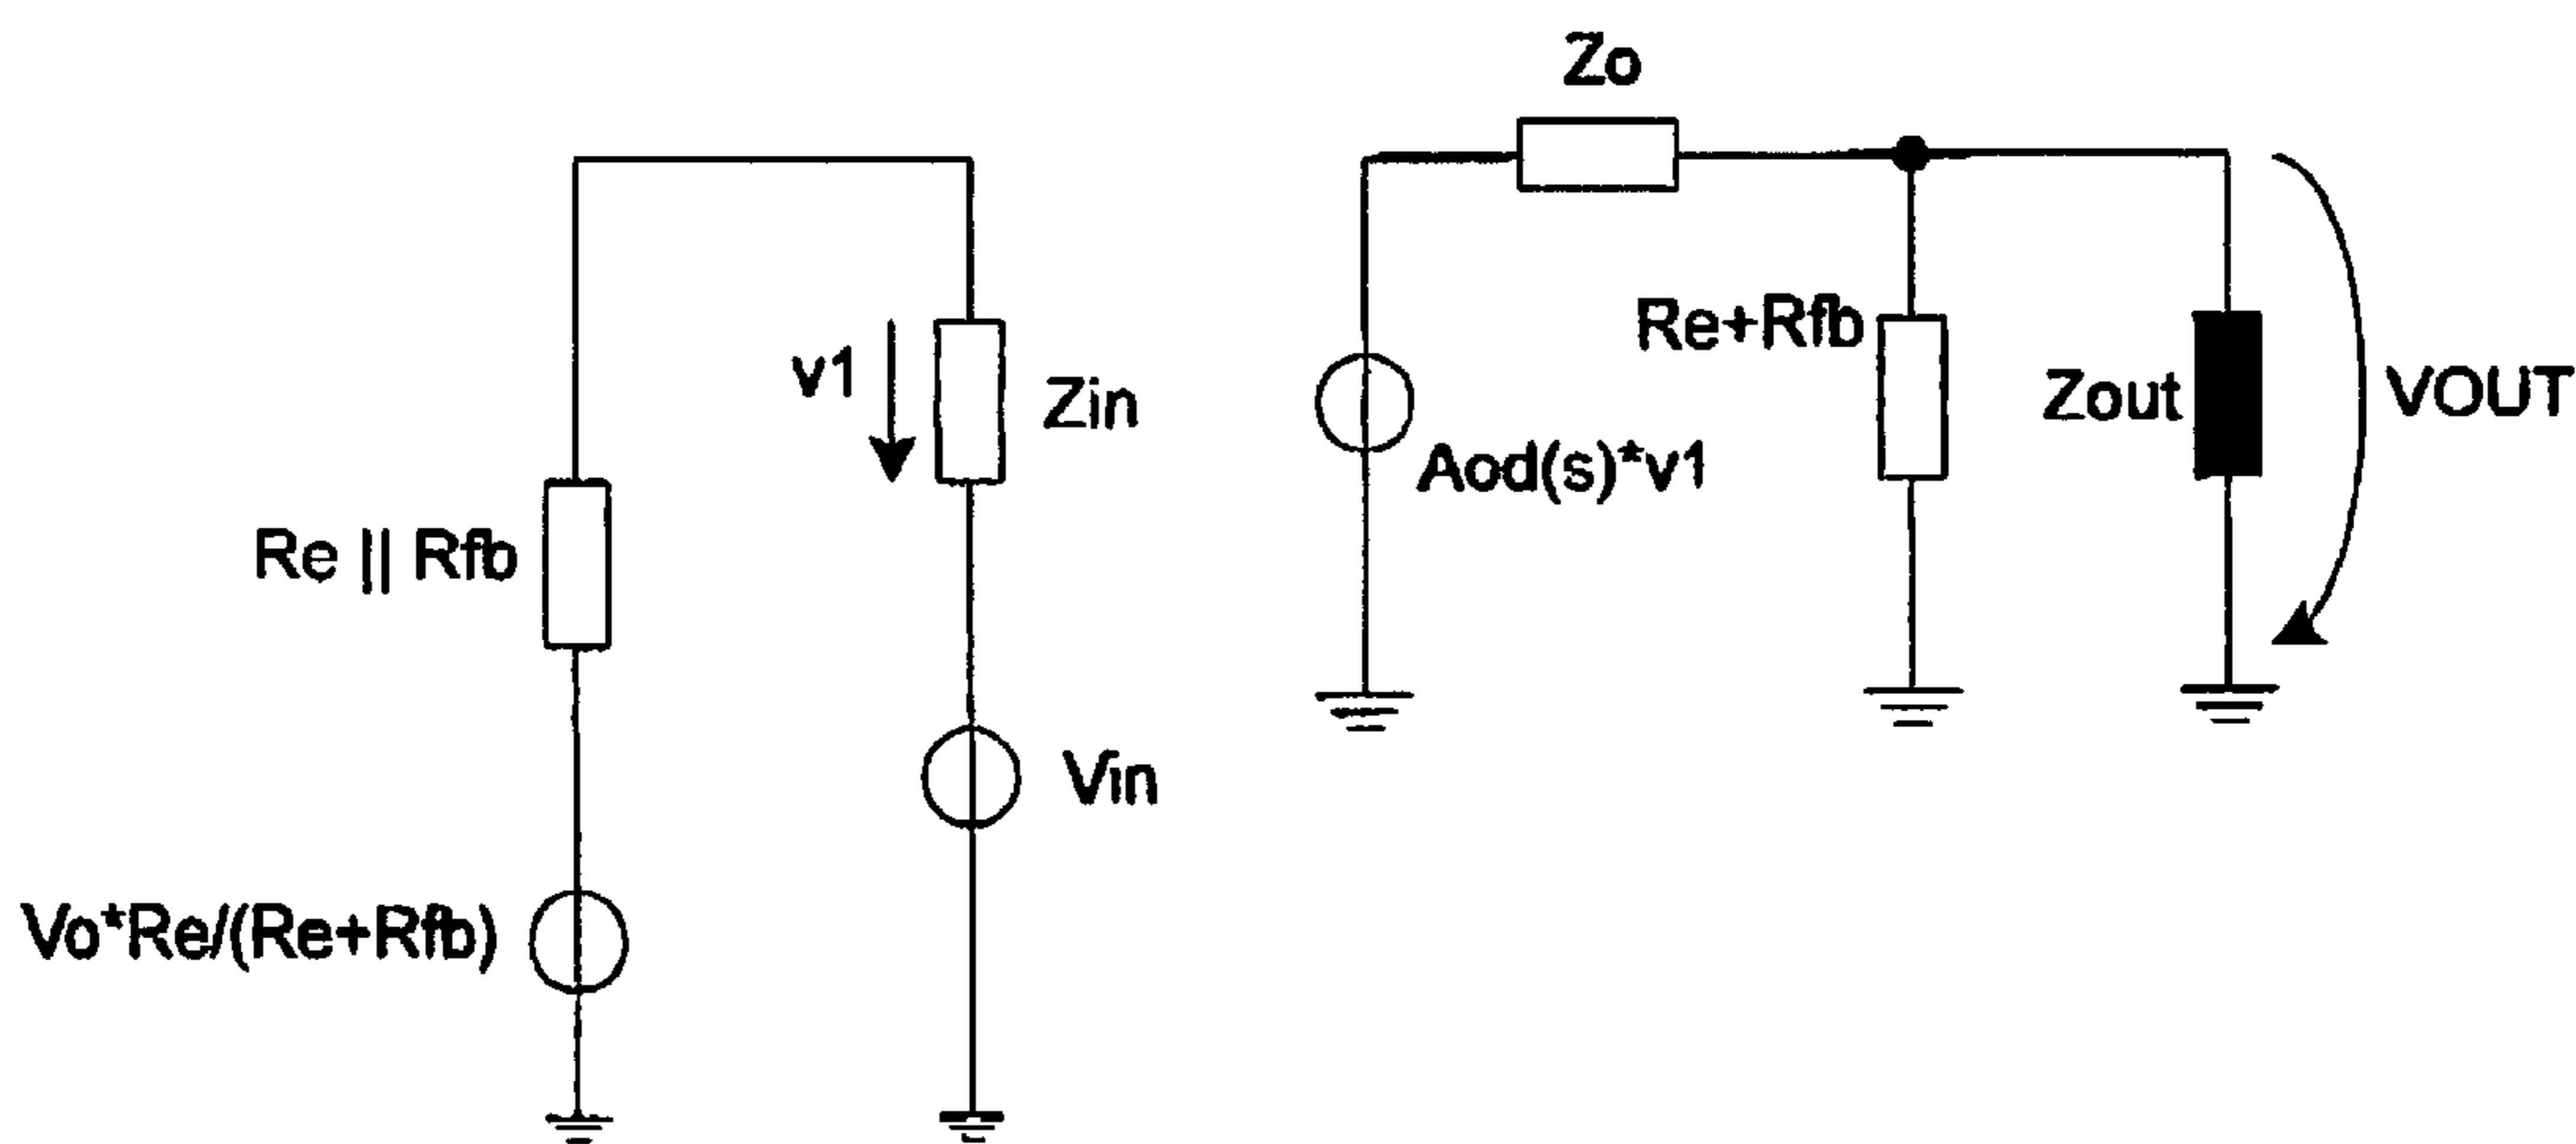 Zo
v1
Zin
Re+Rfb
Zout
VOUT
Aod(s)*v1
Re || Rfb
Vin
Vo*Re/(Re+Rfb)